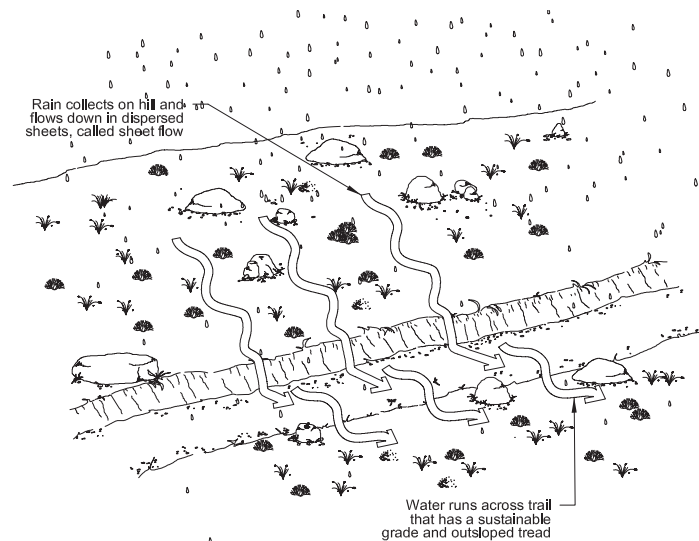 Rain collects on hill and
flows down in dispersed
sheets, called sheet flow
Water runs across trail
that has a sustainable
grade and outsloped tread